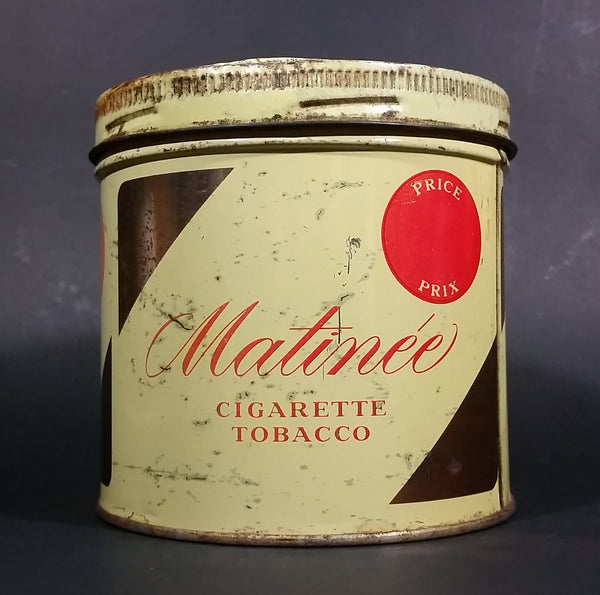 PRICE
PRIX
Matinée
CIGARETTE
TOBACCO